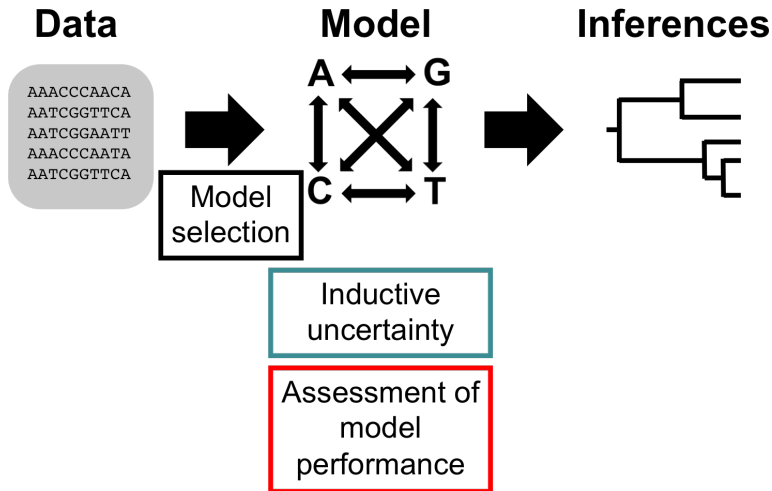 Data
Model
Inferences
AAACCCAACA
AATCGGTTCA
AATCGGAATT
AAACCCAATA
AATCGGTTCA
A
G
C
T
Model
selection
Inductive
uncertainty
Assessment of
model
performance